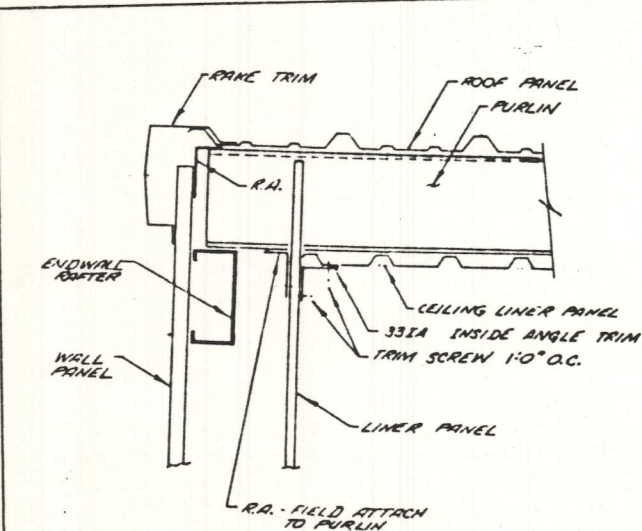 RAKE TRIM
ROOF PANEL
PURLIN
R.A.
ENDWALL
RAFTER
CEILING LINER PANEL
33IA INSIDE ANGLE TRIM
TRIM SCREW 1'-0" O.C.
WALL
PANEL
LINER PANEL
R.A. - FIELD ATTACH
TO PURLIN